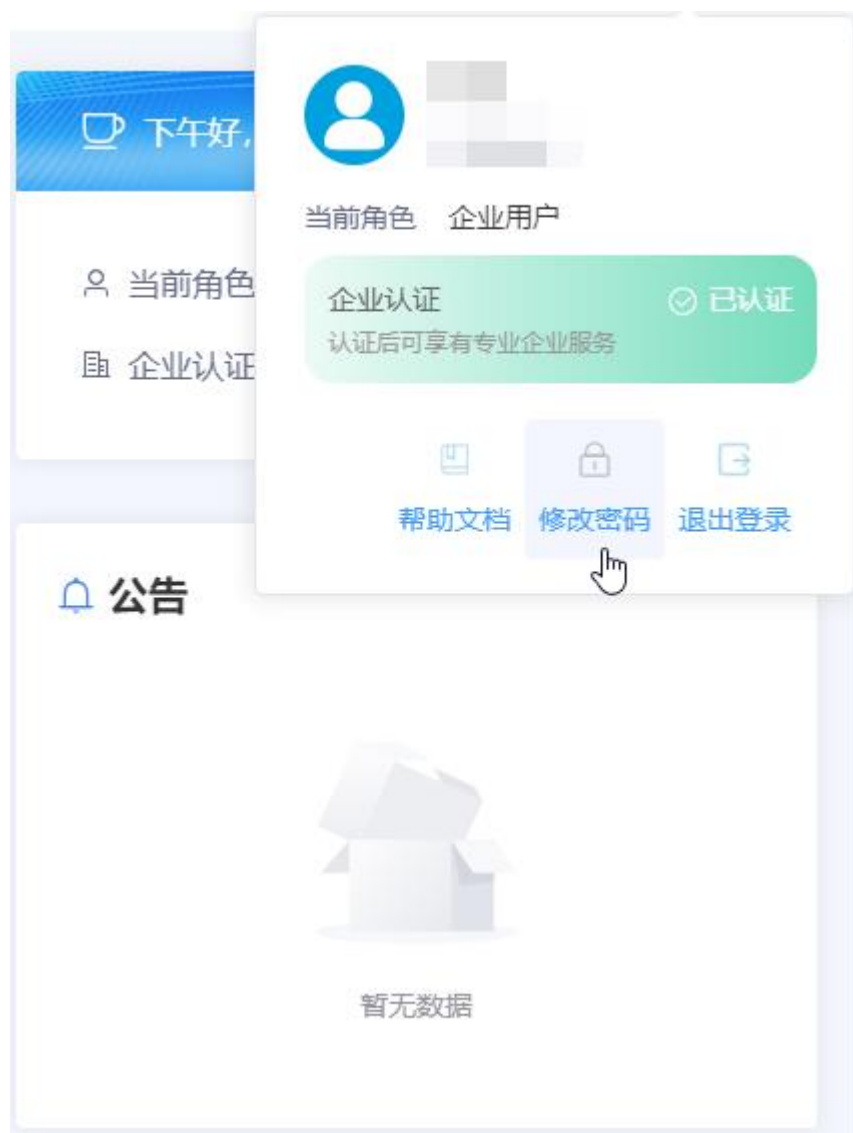 下午好,
当前角色 企业用户
当前角色
企业认证
已认证
认证后可享有专业企业服务
企业认证
帮助文档 修改密码 退出登录
公告
暂无数据